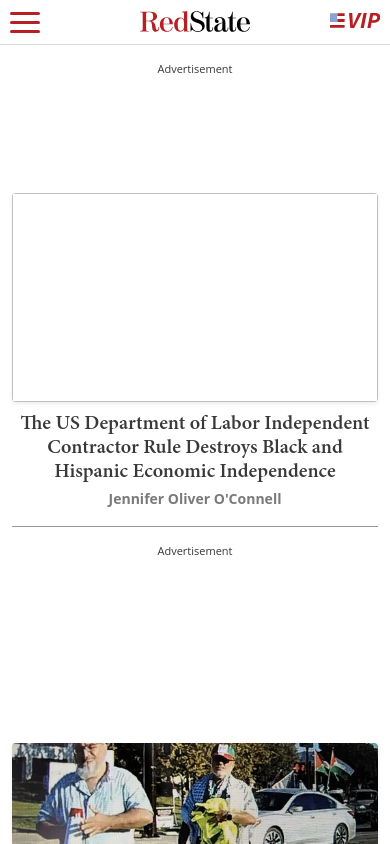 RedState
VIP
Advertisement
The US Department of Labor Independent
Contractor Rule Destroys Black and
Hispanic Economic Independence
Jennifer Oliver O'Connell
Advertisement